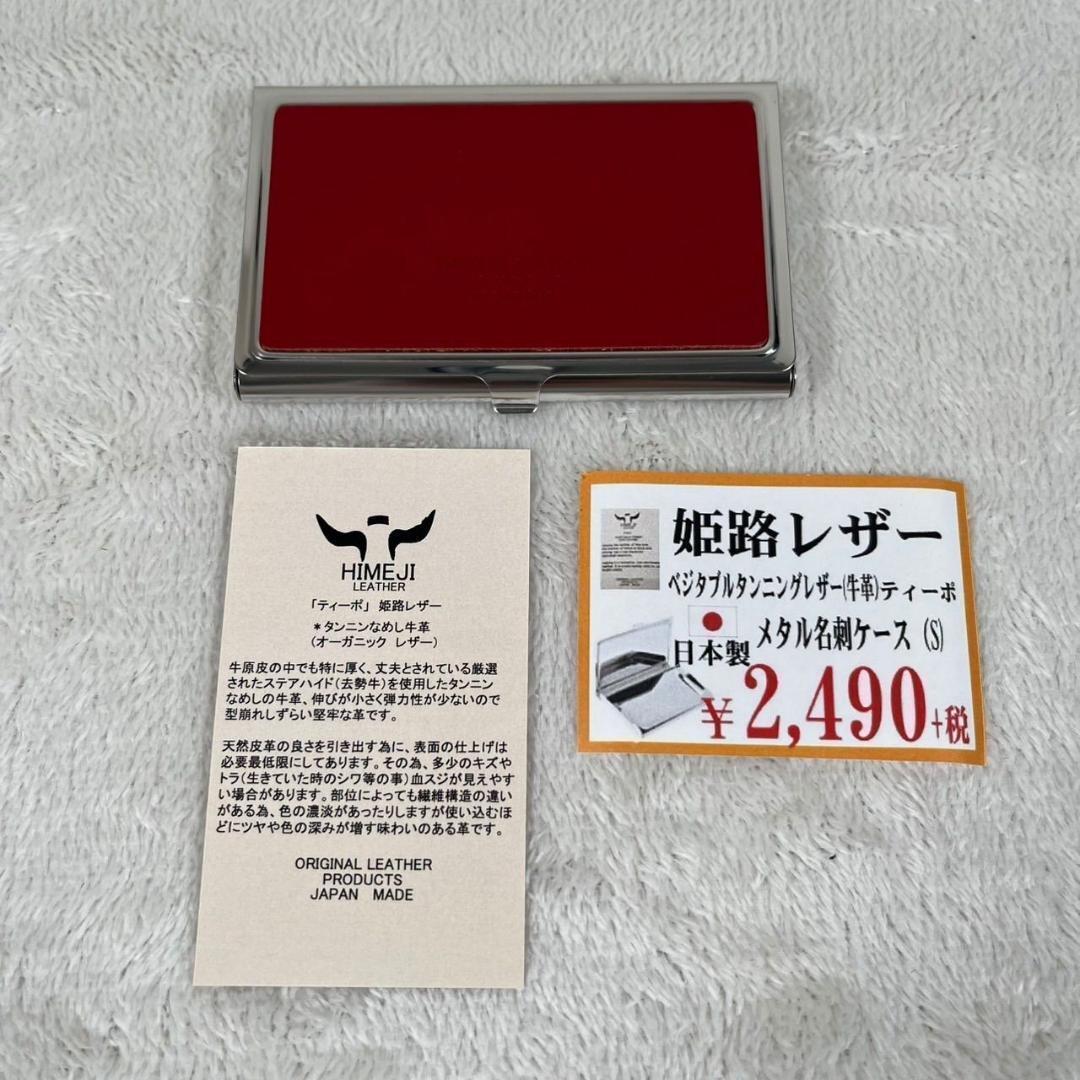 HIMEJI
LEATHER
「ティーポ」 姫路レザー
＊タンニンなめし牛革
(オーガニック レザー)
牛原皮の中でも特に厚く、丈夫とされている厳選
されたステアハイド(去勢牛)を使用したタンニン
なめしの牛革、伸びが小さく弾力性が少ないので
型崩れしずらい堅牢な革です。
天然皮革の良さを引き出す為に、表面の仕上げは
必要最低限にしてあります。その為、多少のキズや
トラ(生きていた時のシワ等の事)血スジが見えやす
い場合があります。部位によっても繊維構造の違い
がある為、色の濃淡があったりしますが使い込むほ
どにツヤや色の深みが増す味わいのある革です。
ORIGINAL LEATHER
PRODUCTS
JAPAN MADE
HIMEJI
姫路レザー
ベジタブルタンニングレザー(牛革)ティーポ
メタル名刺ケース (S)
日本製
¥2,490+税